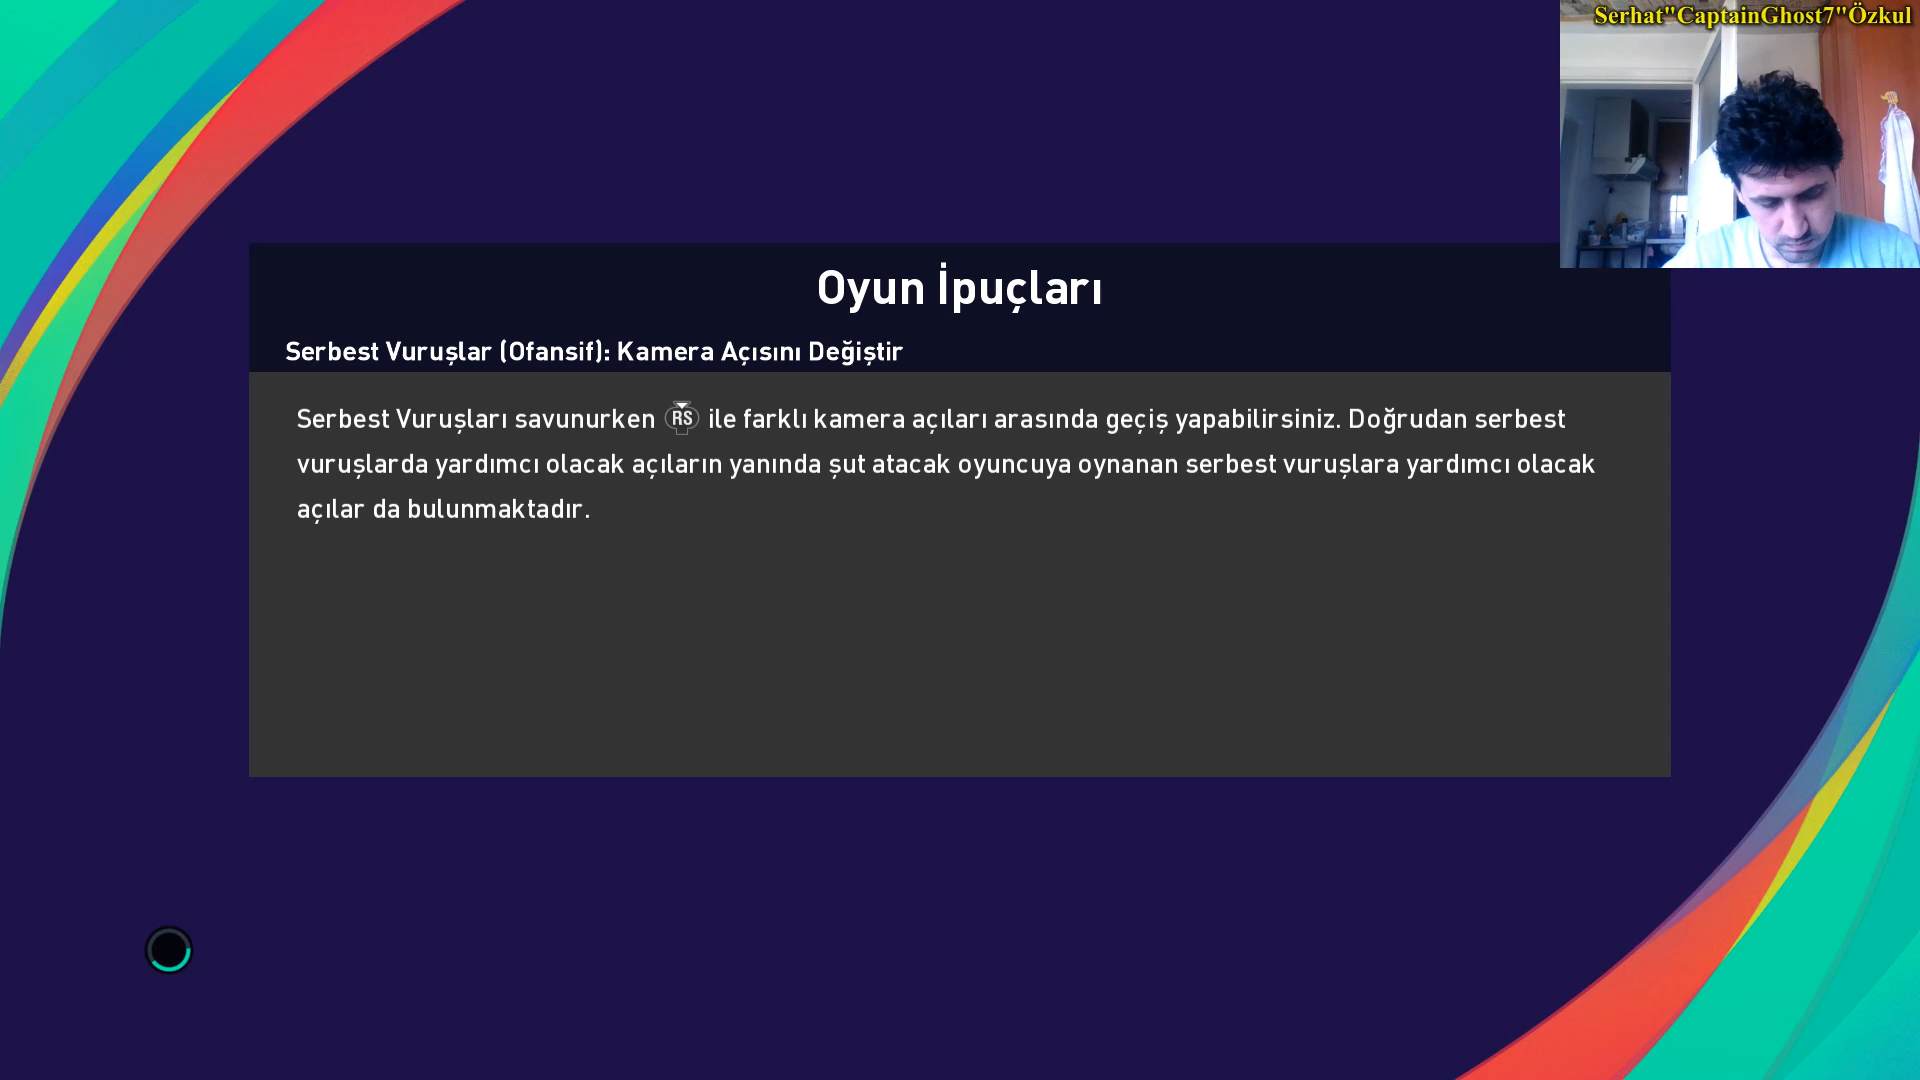 Serhat"CaptainGhost7"Özkul
Oyun İpuçları
Serbest Vuruşlar (Ofansif): Kamera Açısını Değiştir
Serbest Vuruşları savunurken RS ile farklı kamera açıları arasında geçiş yapabilirsiniz. Doğrudan serbest
vuruşlarda yardımcı olacak açıların yanında şut atacak oyuncuya oynanan serbest vuruşlara yardımcı olacak
açılar da bulunmaktadır.